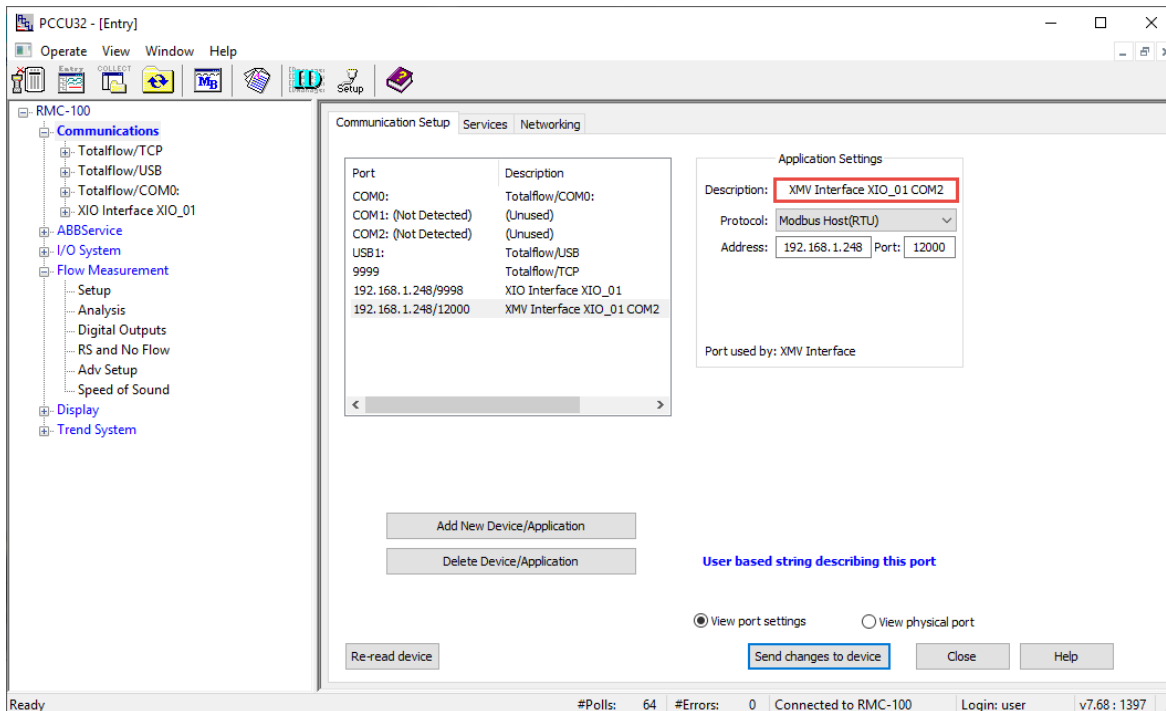 PCCU32 - [Entry]
Operate View Window Help
Entry COLLECT MB ID Manager Setup
RMC-100
Communications
Totalflow/TCP
Totalflow/USB
Totalflow/COM0:
XIO Interface XIO_01
ABBService
I/O System
Flow Measurement
Setup
Analysis
Digital Outputs
RS and No Flow
Adv Setup
Speed of Sound
Display
Trend System
Communication Setup Services Networking
Port Description
COM0: Totalflow/COM0:
COM1: (Not Detected) (Unused)
COM2: (Not Detected) (Unused)
USB1: Totalflow/USB
9999 Totalflow/TCP
192.168.1.248/9998 XIO Interface XIO_01
192.168.1.248/12000 XMV Interface XIO_01 COM2
Application Settings
Description: XMV Interface XIO_01 COM2
Protocol: Modbus Host(RTU)
Address: 192.168.1.248 Port: 12000
Port used by: XMV Interface
Add New Device/Application
Delete Device/Application
User based string describing this port
View port settings View physical port
Re-read device Send changes to device Close Help
Ready #Polls: 64 #Errors: 0 Connected to RMC-100 Login: user v7.68 : 1397